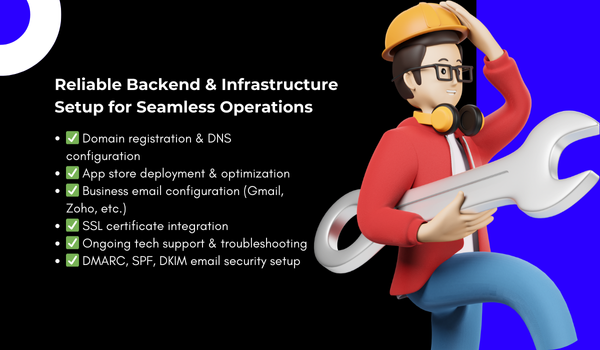 Reliable Backend & Infrastructure
Setup for Seamless Operations
• ✅ Domain registration & DNS
configuration
• ✅ App store deployment & optimization
• ✅ Business email configuration (Gmail,
Zoho, etc.)
• ✅ SSL certificate integration
• ✅ Ongoing tech support & troubleshooting
• ✅ DMARC, SPF, DKIM email security setup